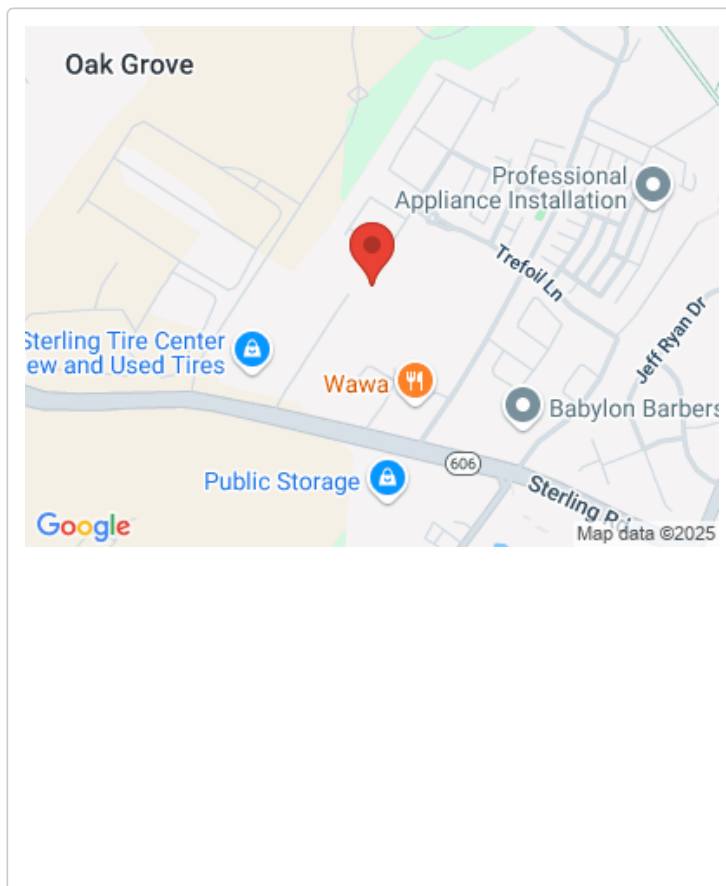 Oak Grove
Professional
Appliance Installation
Trefoil Ln
Jeff Ryan Dr
Sterling Tire Center
ew and Used Tires
Wawa
Babylon Barbers
606
Public Storage
Sterling Rd
Google
Map data ©2025